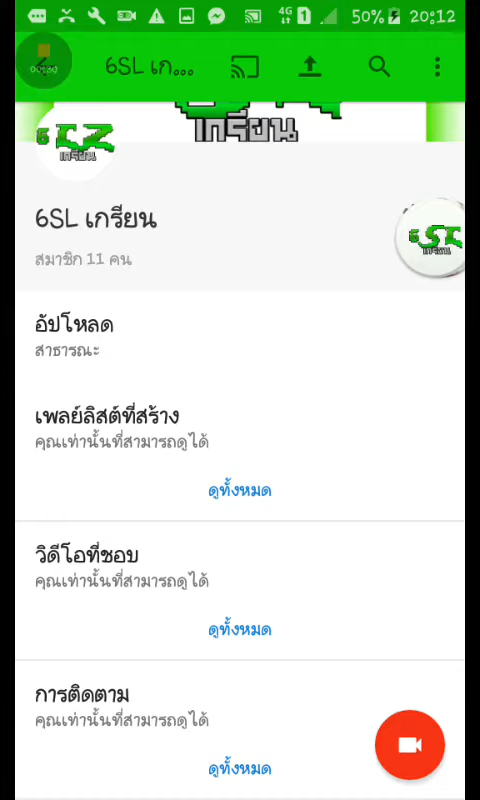 4G 1 50% 20:12
6SL เก...
เกรียน
เกรียน
6SL เกรียน
6SL
เกรียน
สมาชิก 11 คน
อัปโหลด
สาธารณะ
เพลย์ลิสต์ที่สร้าง
คุณเท่านั้นที่สามารถดูได้
ดูทั้งหมด
วิดีโอที่ชอบ
คุณเท่านั้นที่สามารถดูได้
ดูทั้งหมด
การติดตาม
คุณเท่านั้นที่สามารถดูได้
ดูทั้งหมด